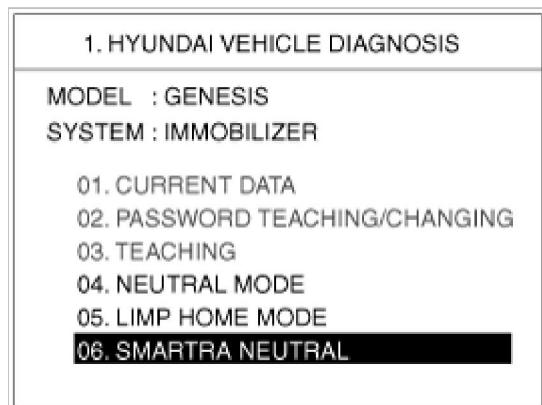 1. HYUNDAI VEHICLE DIAGNOSIS
MODEL : GENESIS
SYSTEM : IMMOBILIZER
01. CURRENT DATA
02. PASSWORD TEACHING/CHANGING
03. TEACHING
04. NEUTRAL MODE
05. LIMP HOME MODE
06. SMARTRA NEUTRAL